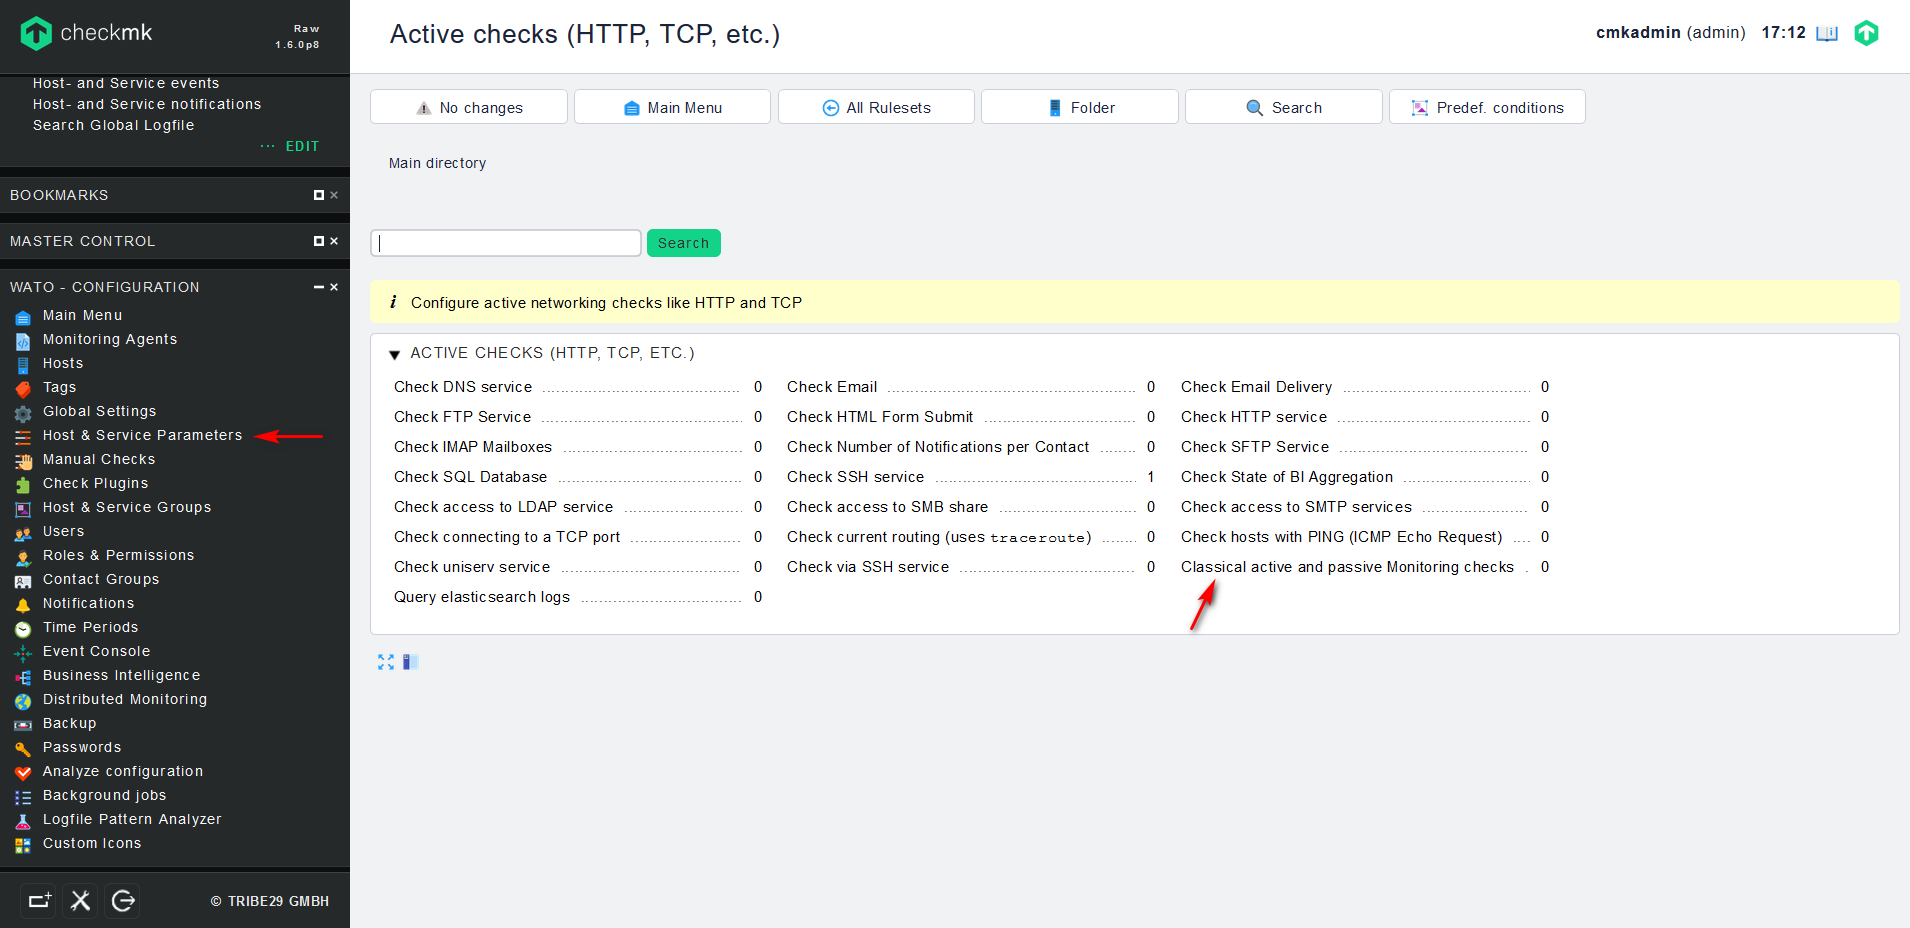 checkmk
Raw
1.6.0p8
Host- and Service events
Host- and Service notifications
Search Global Logfile
··· EDIT
BOOKMARKS
MASTER CONTROL
WATO - CONFIGURATION
Main Menu
Monitoring Agents
Hosts
Tags
Global Settings
Host & Service Parameters
Manual Checks
Check Plugins
Host & Service Groups
Users
Roles & Permissions
Contact Groups
Notifications
Time Periods
Event Console
Business Intelligence
Distributed Monitoring
Backup
Passwords
Analyze configuration
Background jobs
Logfile Pattern Analyzer
Custom Icons
© TRIBE29 GMBH
Active checks (HTTP, TCP, etc.)
cmkadmin (admin) 17:12
No changes
Main Menu
All Rulesets
Folder
Search
Predef. conditions
Main directory
Search
i Configure active networking checks like HTTP and TCP
ACTIVE CHECKS (HTTP, TCP, ETC.)
Check DNS service 0 Check Email 0 Check Email Delivery 0
Check FTP Service 0 Check HTML Form Submit 0 Check HTTP service 0
Check IMAP Mailboxes 0 Check Number of Notifications per Contact 0 Check SFTP Service 0
Check SQL Database 0 Check SSH service 1 Check State of BI Aggregation 0
Check access to LDAP service 0 Check access to SMB share 0 Check access to SMTP services 0
Check connecting to a TCP port 0 Check current routing (uses traceroute) 0 Check hosts with PING (ICMP Echo Request) 0
Check uniserv service 0 Check via SSH service 0 Classical active and passive Monitoring checks 0
Query elasticsearch logs 0